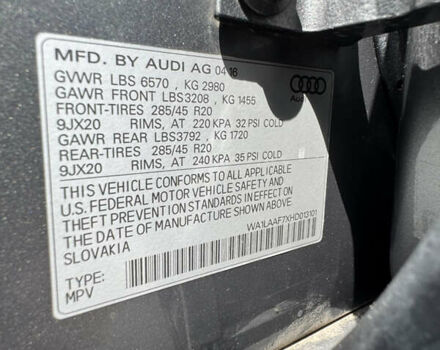 MFD. BY AUDI AG 04-16
GVWR LBS 6570 , KG 2980
GAWR FRONT LBS3208 , KG 1455
FRONT-TIRES 285/45 R20
9JX20 RIMS, AT 220 KPA 32 PSI COLD
GAWR REAR LBS3792 , KG 1720
REAR-TIRES 285/45 R20
9JX20 RIMS, AT 240 KPA 35 PSI COLD
THIS VEHICLE CONFORMS TO ALL APPLICABLE
U.S. FEDERAL MOTOR VEHICLE SAFETY AND
THEFT PREVENTION STANDARDS IN EFFECT ON
THE DATE OF MANUFACTURE SHOWN ABOVE
SLOVAKIA
WA1LAAF7XHD013101
TYPE:
MPV
Audi